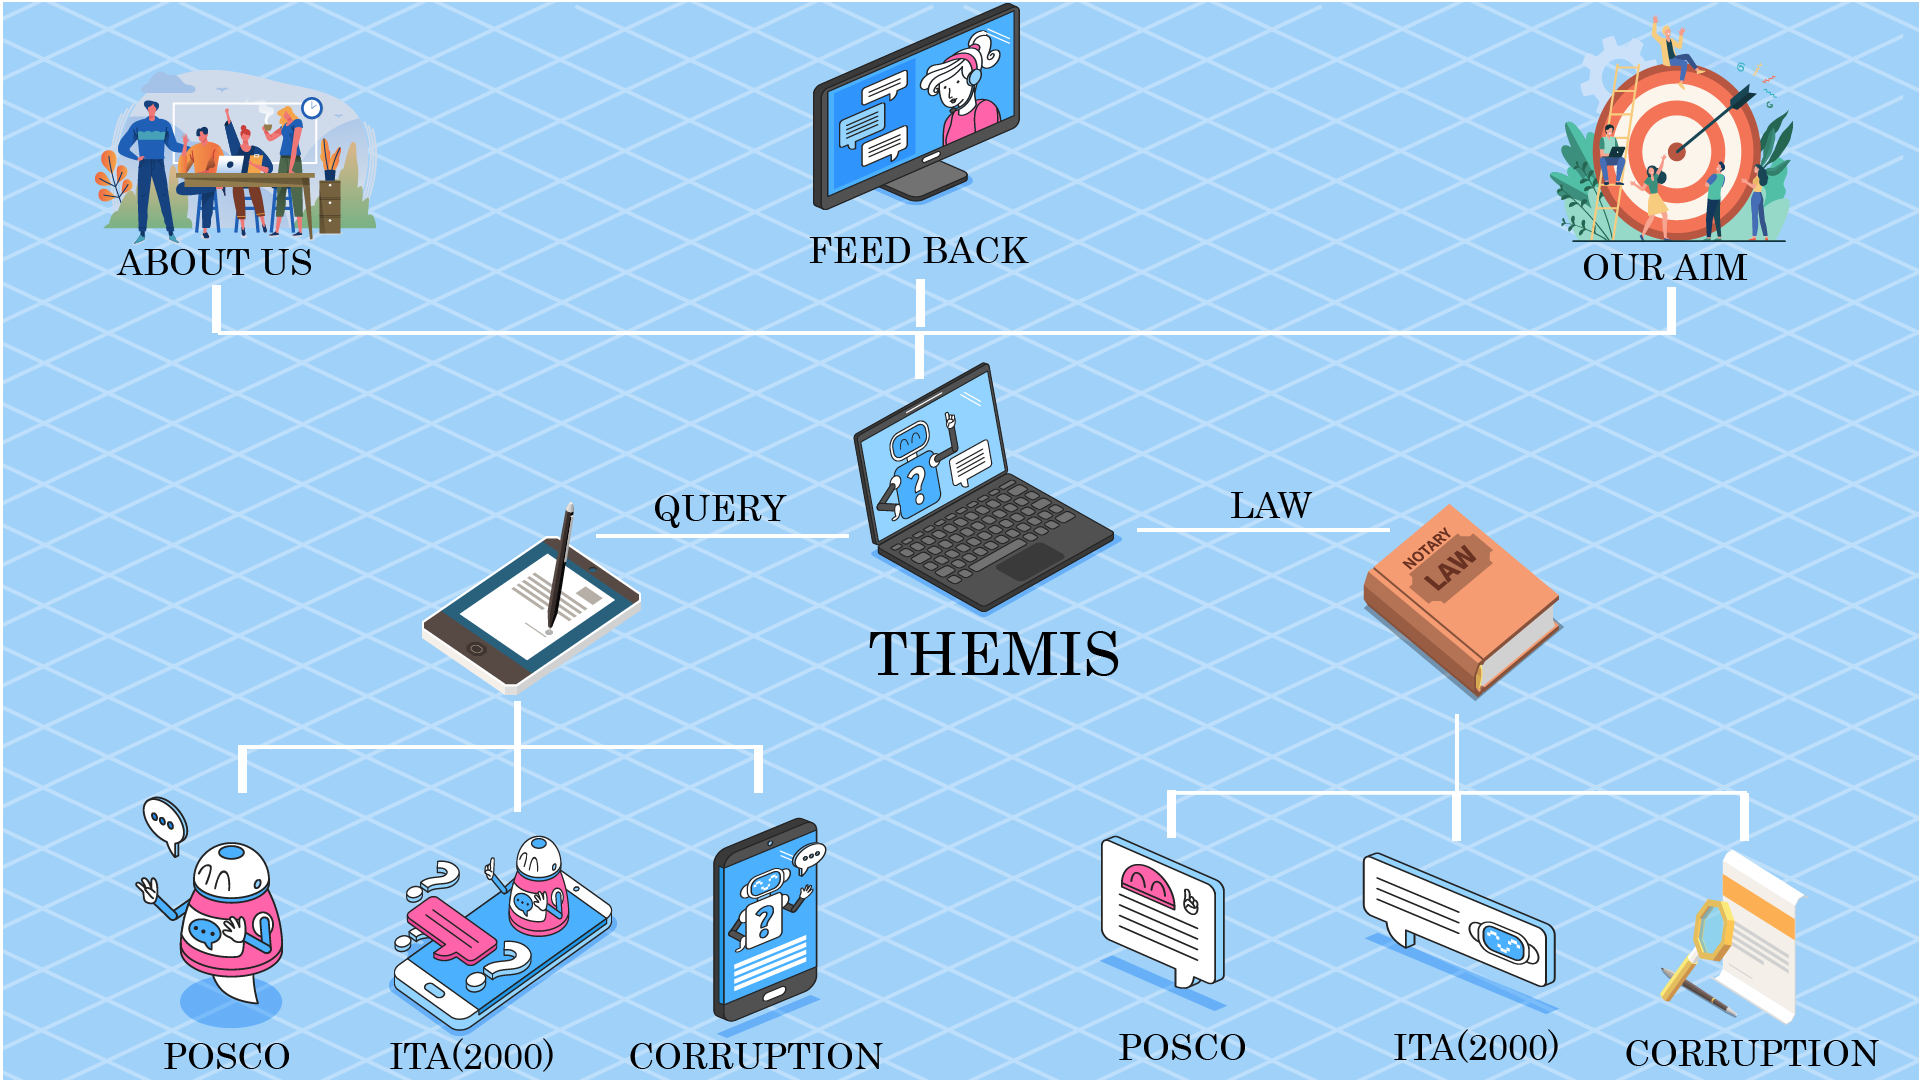 ABOUT US
FEED BACK
OUR AIM
QUERY
LAW
NOTARY
LAW
THEMIS
POSCO
ITA(2000)
CORRUPTION
POSCO
ITA(2000)
CORRUPTION